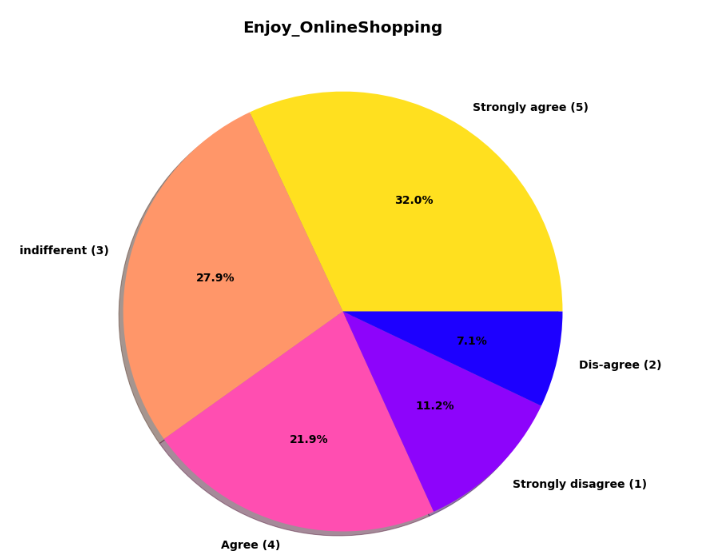 Enjoy_OnlineShopping
Strongly agree (5)
32.0%
indifferent (3)
27.9%
7.1%
Dis-agree (2)
11.2%
21.9%
Strongly disagree (1)
Agree (4)